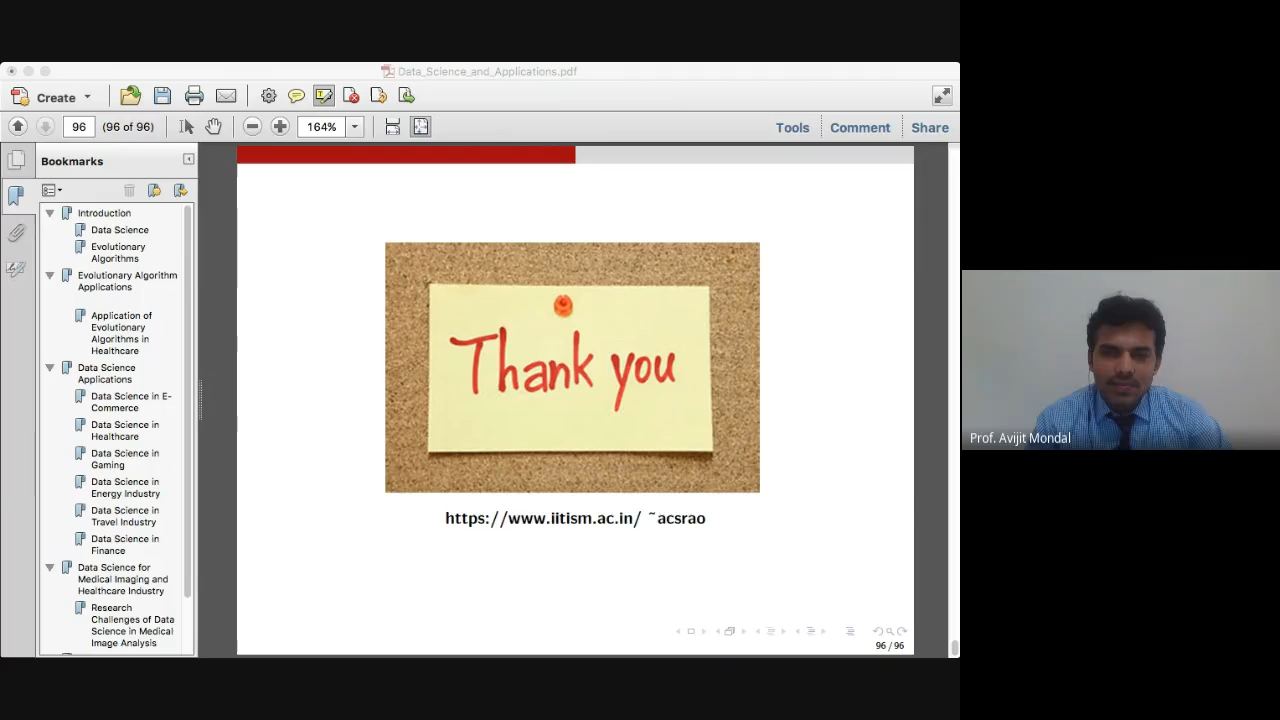 Data_Science_and_Applications.pdf
Create
96 (96 of 96) 164% Tools Comment Share
Bookmarks
Introduction
Data Science
Evolutionary
Algorithms
Evolutionary Algorithm
Applications
Application of
Evolutionary
Algorithms in
Healthcare
Data Science
Applications
Data Science in E-
Commerce
Data Science in
Healthcare
Data Science in
Gaming
Data Science in
Energy Industry
Data Science in
Travel Industry
Data Science in
Finance
Data Science for
Medical Imaging and
Healthcare Industry
Research
Challenges of Data
Science in Medical
Image Analysis
Thank you
https://www.iitism.ac.in/ ~acsrao
96 / 96
Prof. Avijit Mondal